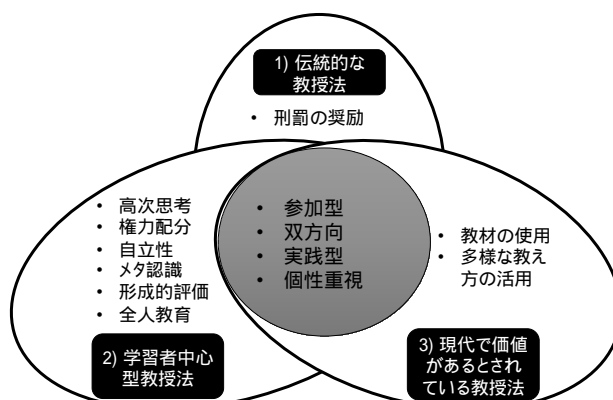 1) 伝統的な
教授法
• 刑罰の奨励
• 高次思考
• 権力配分
• 自立性
• メタ認識
• 形成的評価
• 全人教育
• 参加型
• 双方向
• 実践型
• 個性重視
• 教材の使用
• 多様な教え
方の活用
2) 学習者中心
型教授法
3) 現代で価値
があるとされ
ている教授法